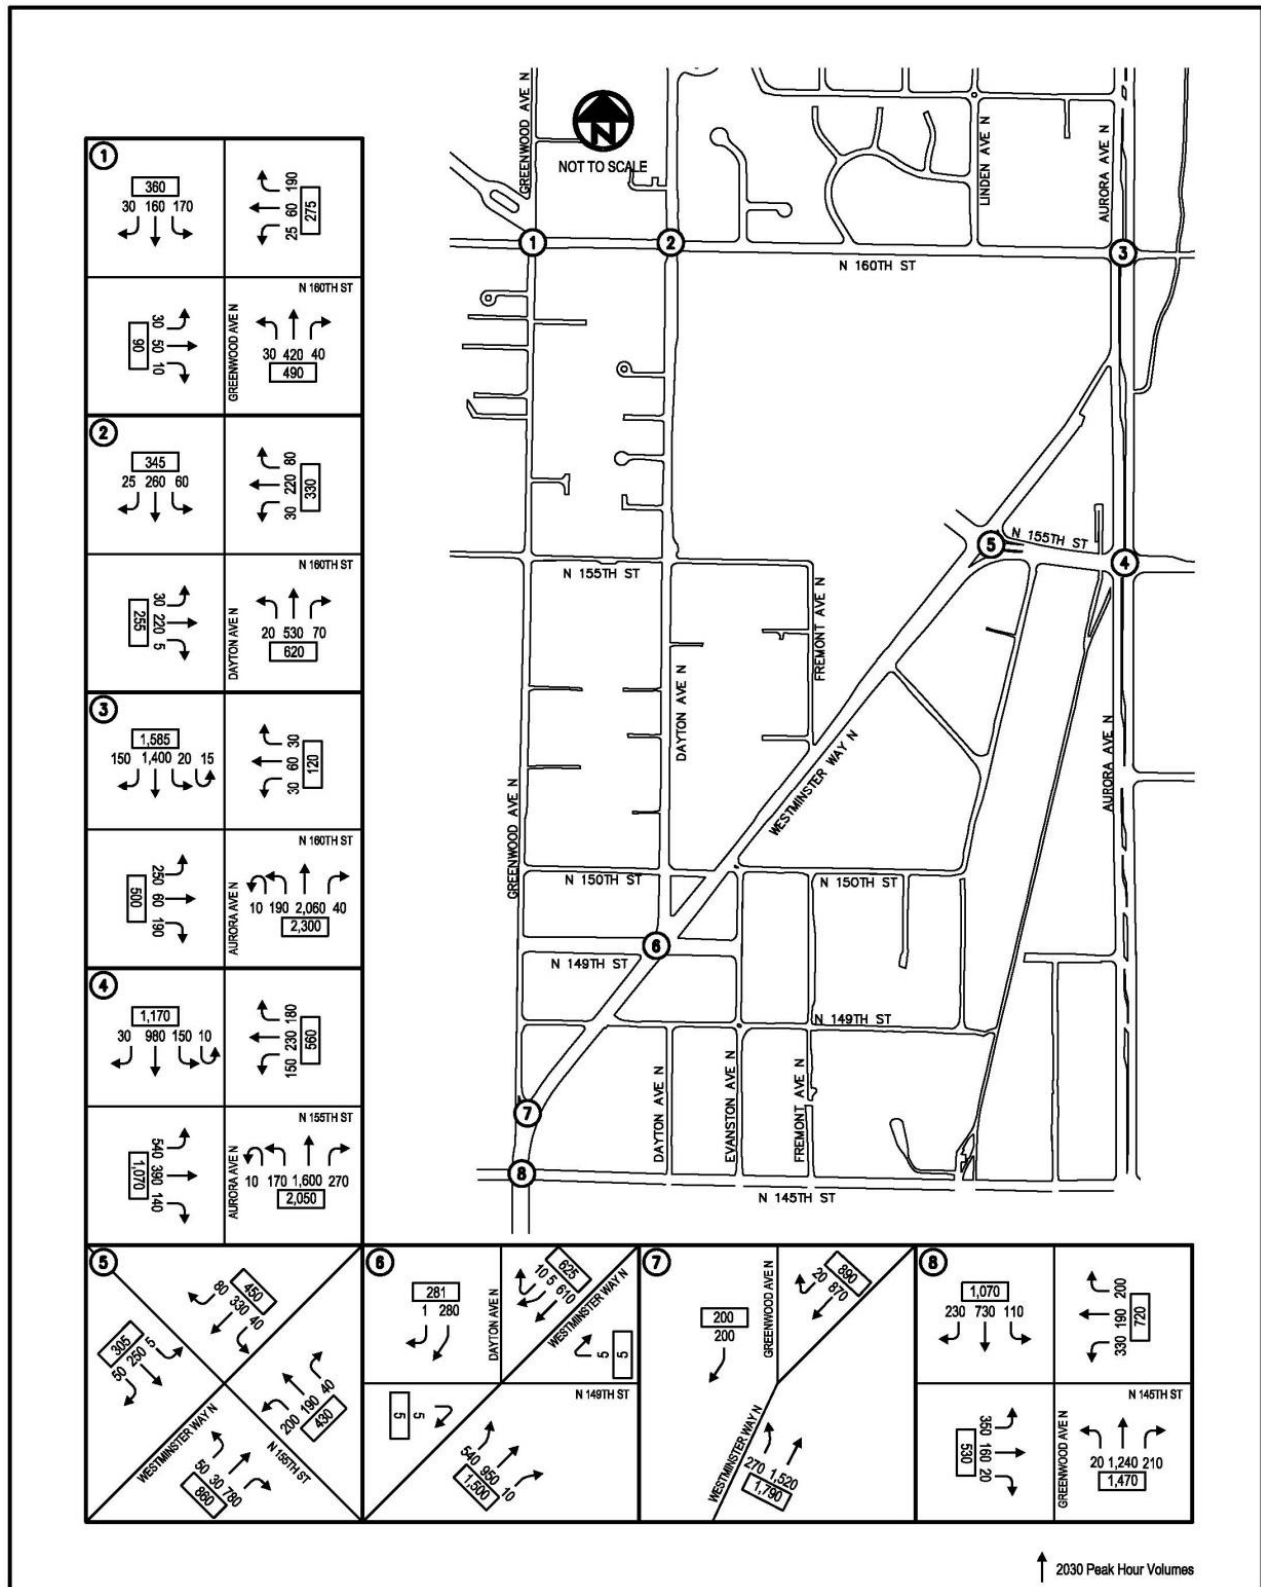 GREENWOOD AVE N
N
NOT TO SCALE
LINDEN AVE N
AURORA AVE N
1
2
3
N 160TH ST
5
N 155TH ST
4
N 155TH ST
FREMONT AVE N
DAYTON AVE N
AURORA AVE N
GREENWOOD AVE N
WESTMINSTER WAY N
N 150TH ST
N 150TH ST
6
N 149TH ST
N 149TH ST
7
DAYTON AVE N
EVANSTON AVE N
FREMONT AVE N
8
N 145TH ST
1
360
30 160 170
190
60
25
275
30
50
10
90
N 160TH ST
GREENWOOD AVE N
30 420 40
490
2
345
25 260 60
80
220
30
330
30
220
5
255
N 160TH ST
DAYTON AVE N
20 530 70
620
3
1,585
150 1,400 20 15
30
60
30
120
250
60
190
500
N 160TH ST
AURORA AVE N
10 190 2,060 40
2,300
4
1,170
30 980 150 10
180
230
150
560
540
390
140
1,070
N 155TH ST
AURORA AVE N
10 170 1,600 270
2,050
5
450
80 330 40
305
50 250 5
200 190 40
430
WESTMINSTER WAY N
N 155TH ST
50 30 780
860
6
281
1 280
DAYTON AVE N
625
10 5 610
WESTMINSTER WAY N
5
5
5
5
N 149TH ST
540 950 10
1,500
7
200
200
GREENWOOD AVE N
890
20 870
WESTMINSTER WAY N
270 1,520
1,790
8
1,070
230 730 110
200
190
330
720
350
160
20
530
N 145TH ST
GREENWOOD AVE N
20 1,240 210
1,470
2030 Peak Hour Volumes